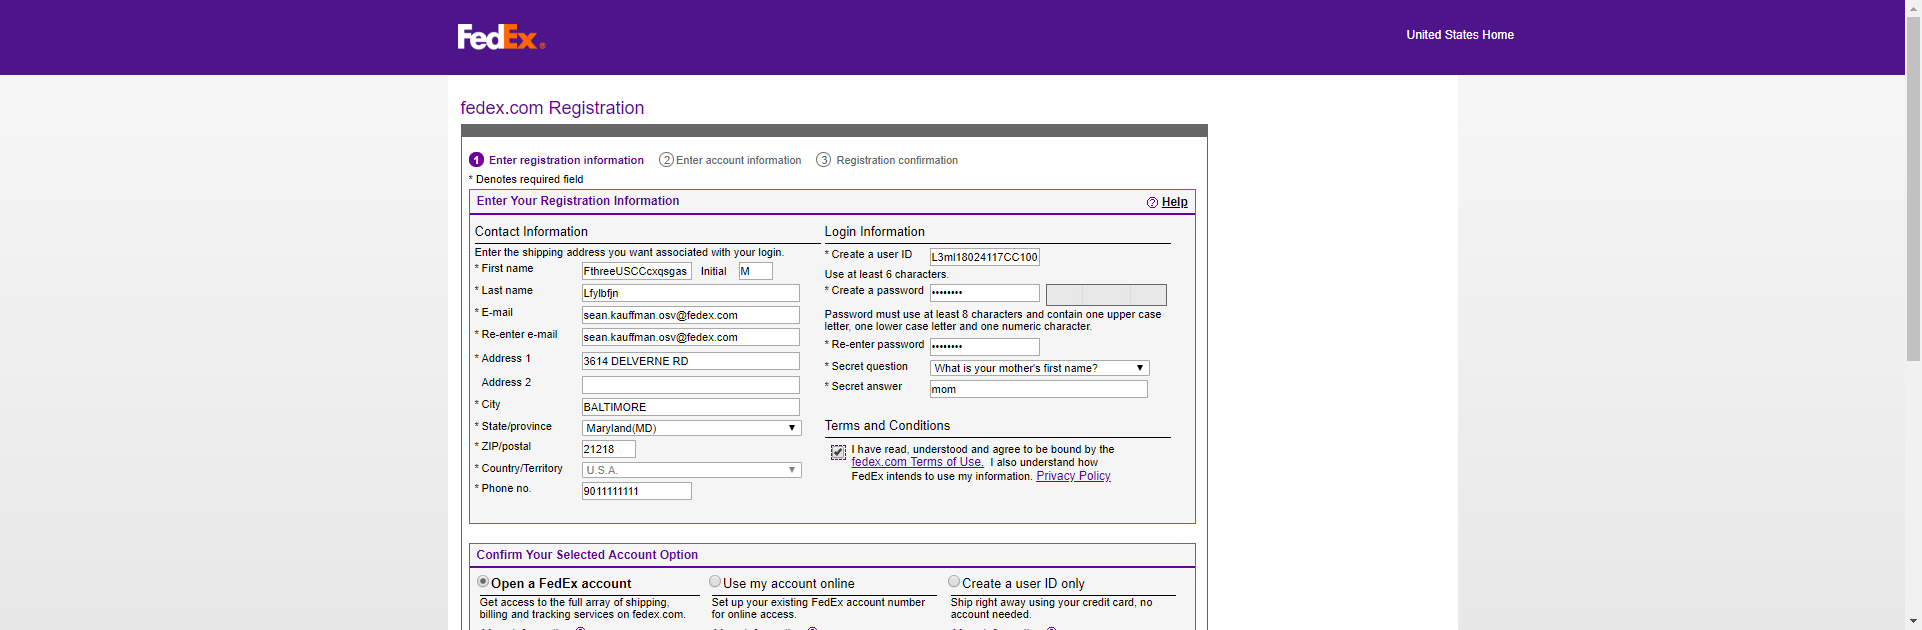 FedEx®
United States Home
fedex.com Registration
1 Enter registration information 2 Enter account information 3 Registration confirmation
* Denotes required field
Enter Your Registration Information
? Help
Contact Information
Enter the shipping address you want associated with your login.
* First name FthreeUSCCcxqsgas Initial M
* Last name Lfylbfjn
* E-mail sean.kauffman.osv@fedex.com
* Re-enter e-mail sean.kauffman.osv@fedex.com
* Address 1 3614 DELVERNE RD
Address 2
* City BALTIMORE
* State/province Maryland(MD)
* ZIP/postal 21218
* Country/Territory U.S.A.
* Phone no. 9011111111
Login Information
* Create a user ID L3ml18024117CC100
Use at least 6 characters.
* Create a password ••••••••
Password must use at least 8 characters and contain one upper case
letter, one lower case letter and one numeric character.
* Re-enter password ••••••••
* Secret question What is your mother's first name?
* Secret answer mom
Terms and Conditions
I have read, understood and agree to be bound by the
fedex.com Terms of Use. I also understand how
FedEx intends to use my information. Privacy Policy
Confirm Your Selected Account Option
Open a FedEx account
Get access to the full array of shipping,
billing and tracking services on fedex.com.
Use my account online
Set up your existing FedEx account number
for online access.
Create a user ID only
Ship right away using your credit card, no
account needed.